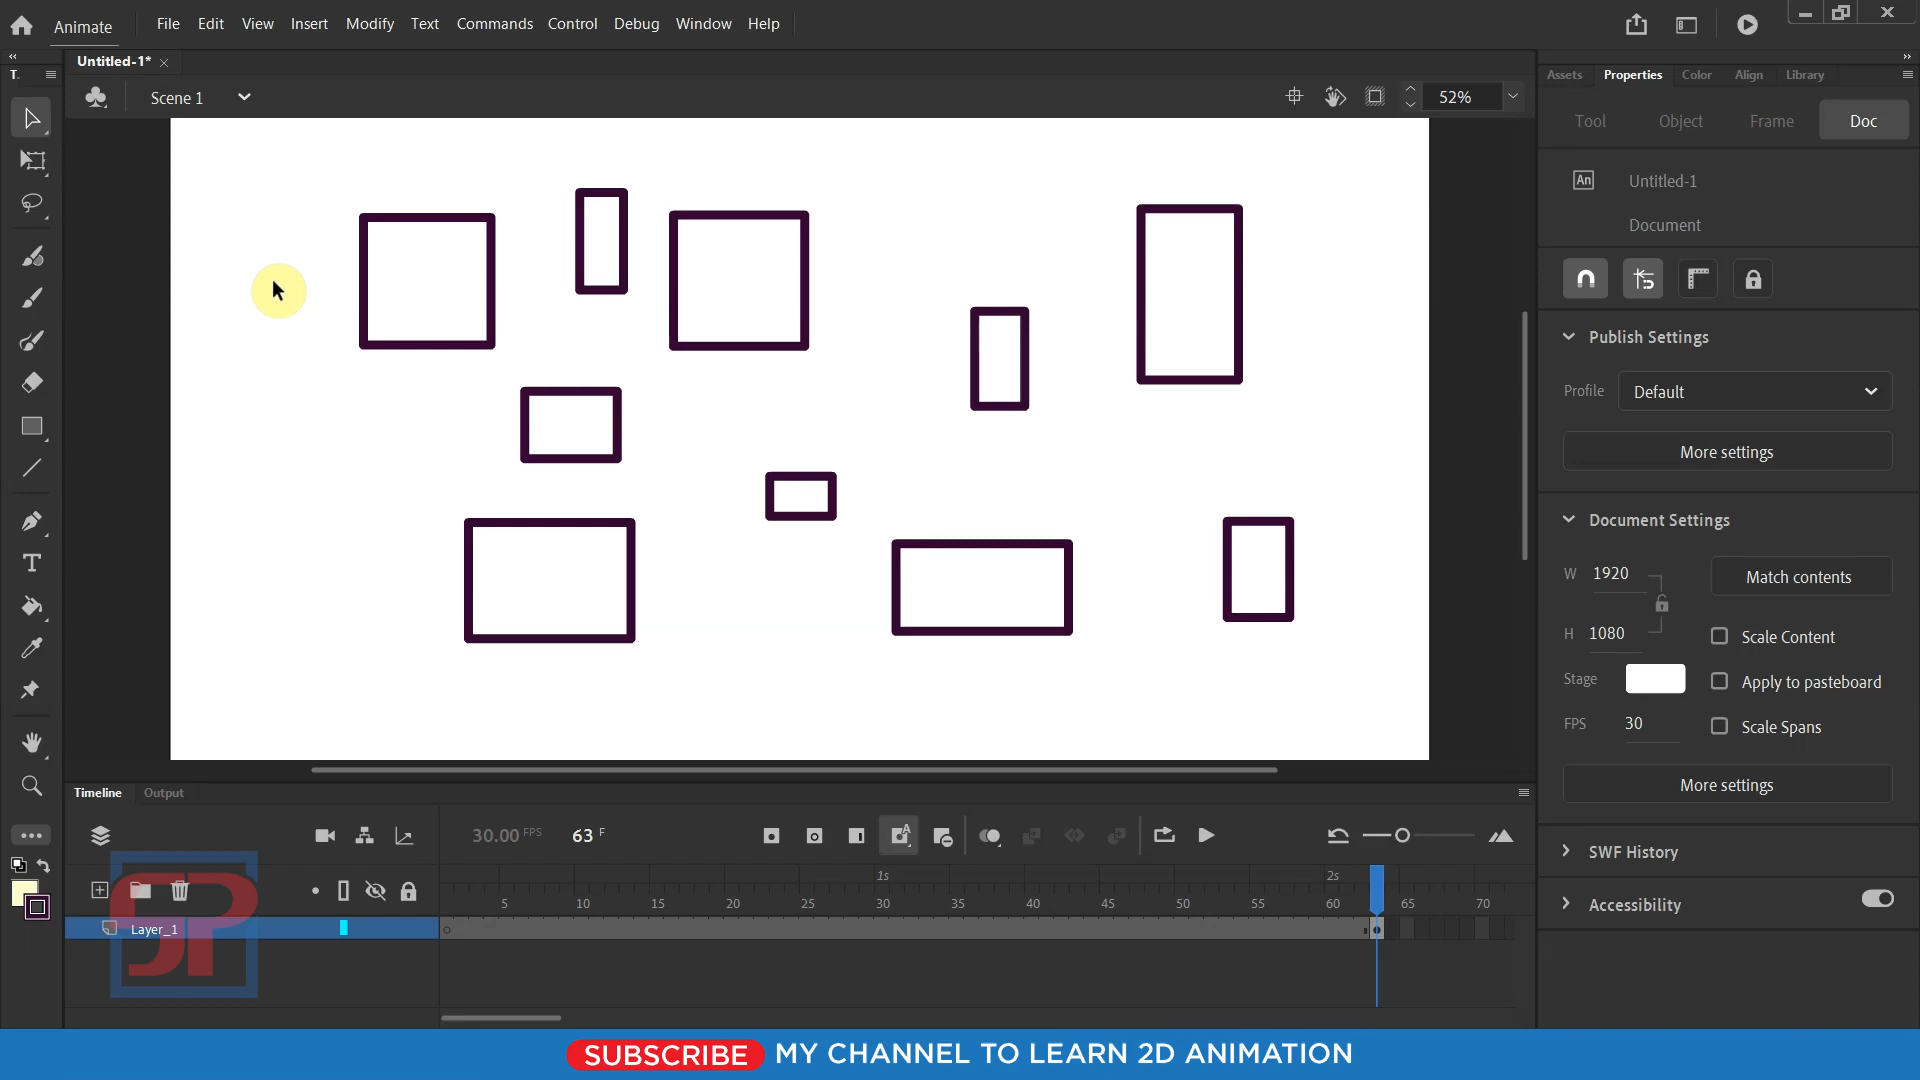 Animate
File Edit View Insert Modify Text Commands Control Debug Window Help
Untitled-1*
T.
Assets Properties Color Align Library
Scene 1
52%
Tool Object Frame Doc
An Untitled-1
Document
Publish Settings
Profile Default
More settings
Document Settings
W 1920
Match contents
H 1080
Scale Content
Stage
Apply to pasteboard
FPS 30
Scale Spans
More settings
SWF History
Accessibility
Timeline Output
30.00 FPS 63 F
1s 2s
5 10 15 20 25 30 35 40 45 50 55 60 65 70
Layer_1
SP
SUBSCRIBE MY CHANNEL TO LEARN 2D ANIMATION